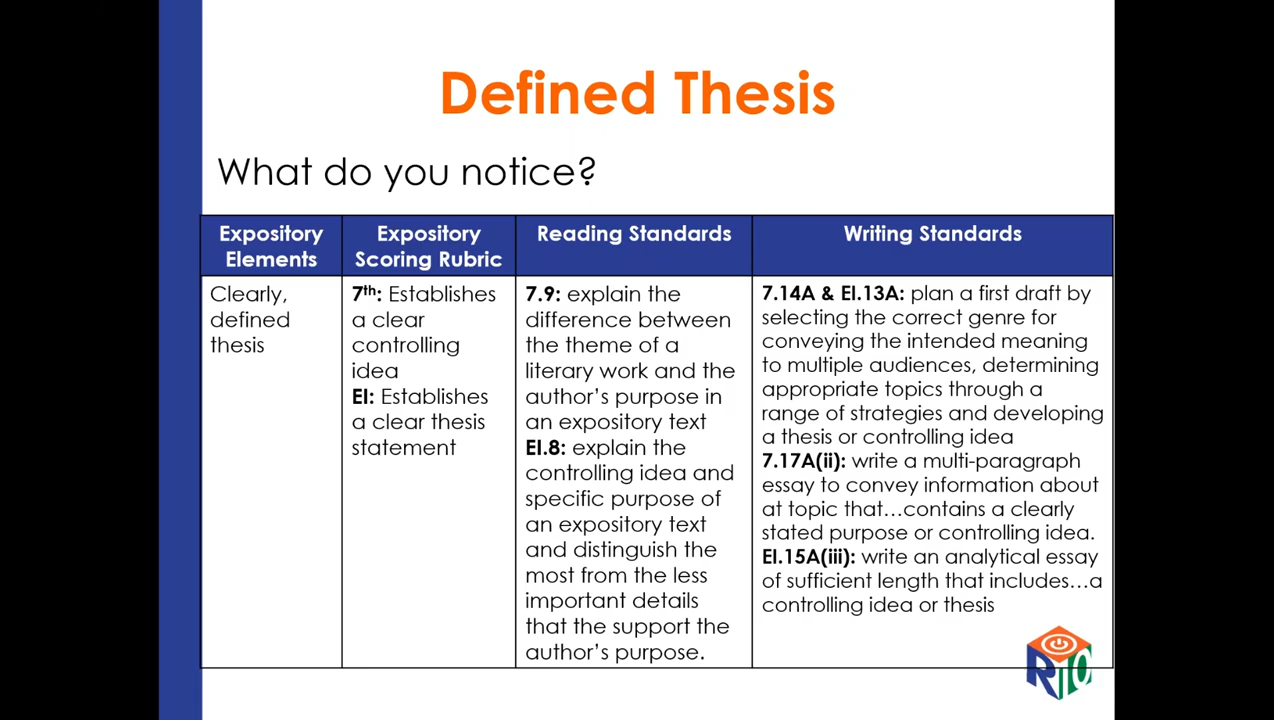 Defined Thesis
What do you notice?
Expository
Elements
Expository
Scoring Rubric
Reading Standards
Writing Standards
Clearly,
defined
thesis
7th: Establishes
a clear
controlling
idea
EI: Establishes
a clear thesis
statement
7.9: explain the
difference between
the theme of a
literary work and the
author's purpose in
an expository text
EI.8: explain the
controlling idea and
specific purpose of
an expository text
and distinguish the
most from the less
important details
that the support the
author's purpose.
7.14A & EI.13A: plan a first draft by
selecting the correct genre for
conveying the intended meaning
to multiple audiences, determining
appropriate topics through a
range of strategies and developing
a thesis or controlling idea
7.17A(ii): write a multi-paragraph
essay to convey information about
at topic that…contains a clearly
stated purpose or controlling idea.
EI.15A(iii): write an analytical essay
of sufficient length that includes…a
controlling idea or thesis